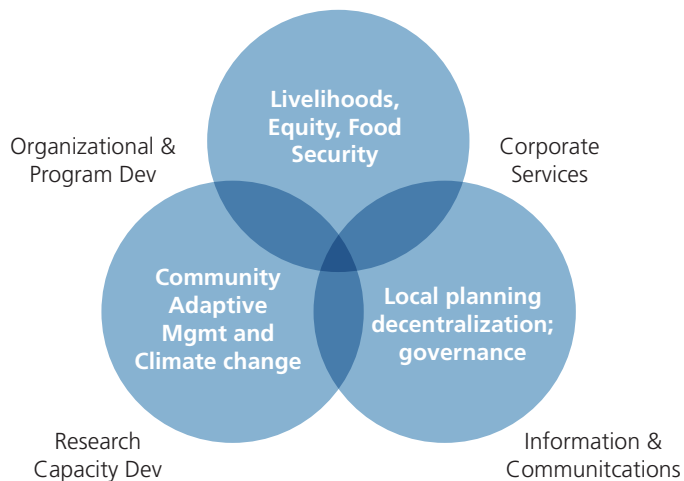 Livelihoods,
Equity, Food
Security
Organizational &
Program Dev
Corporate
Services
Community
Adaptive
Mgmt and
Climate change
Local planning
decentralization;
governance
Research
Capacity Dev
Information &
Communitcations